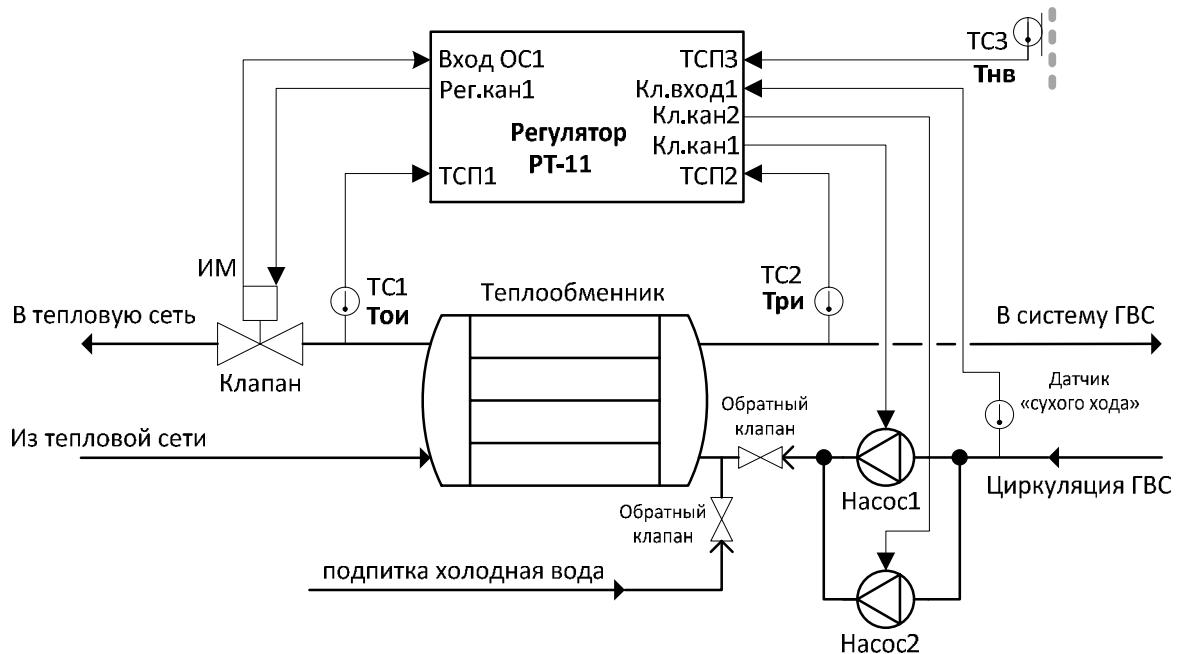 Вход ОС1
Рег.кан1
ТСП1
Регулятор
РТ-11
ТСП3
Кл.вход1
Кл.кан2
Кл.кан1
ТСП2
ТС3
Тнв
ИМ
ТС1
Тои
Теплообменник
ТС2
Три
В тепловую сеть
В систему ГВС
Клапан
Датчик
«сухого хода»
Обратный
клапан
Из тепловой сети
Циркуляция ГВС
Насос1
Обратный
клапан
подпитка холодная вода
Насос2